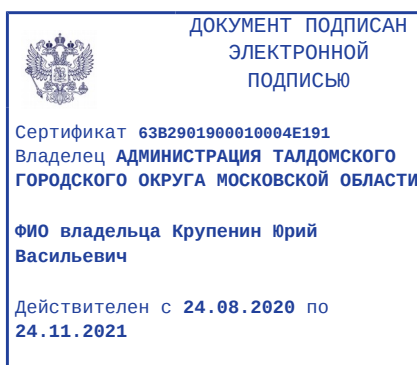 ДОКУМЕНТ ПОДПИСАН
ЭЛЕКТРОННОЙ
ПОДПИСЬЮ
Сертификат 63B2901900010004E191
Владелец АДМИНИСТРАЦИЯ ТАЛДОМСКОГО
ГОРОДСКОГО ОКРУГА МОСКОВСКОЙ ОБЛАСТИ
ФИО владельца Крупенин Юрий
Васильевич
Действителен с 24.08.2020 по
24.11.2021